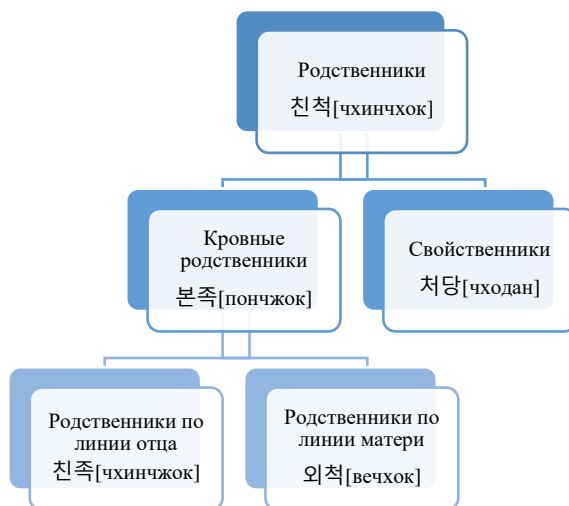 Родственники
친척[чхинчхок]
Кровные
родственники
본족[пончжок]
Свойственники
처당[чходан]
Родственники по
линии отца
친족[чхинчжок]
Родственники по
линии матери
외척[вечхок]